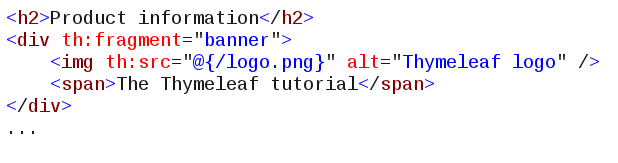 <h2>Product information</h2>
<div th:fragment="banner">
    <img th:src="@{/logo.png}" alt="Thymeleaf logo" />
    <span>The Thymeleaf tutorial</span>
</div>
...